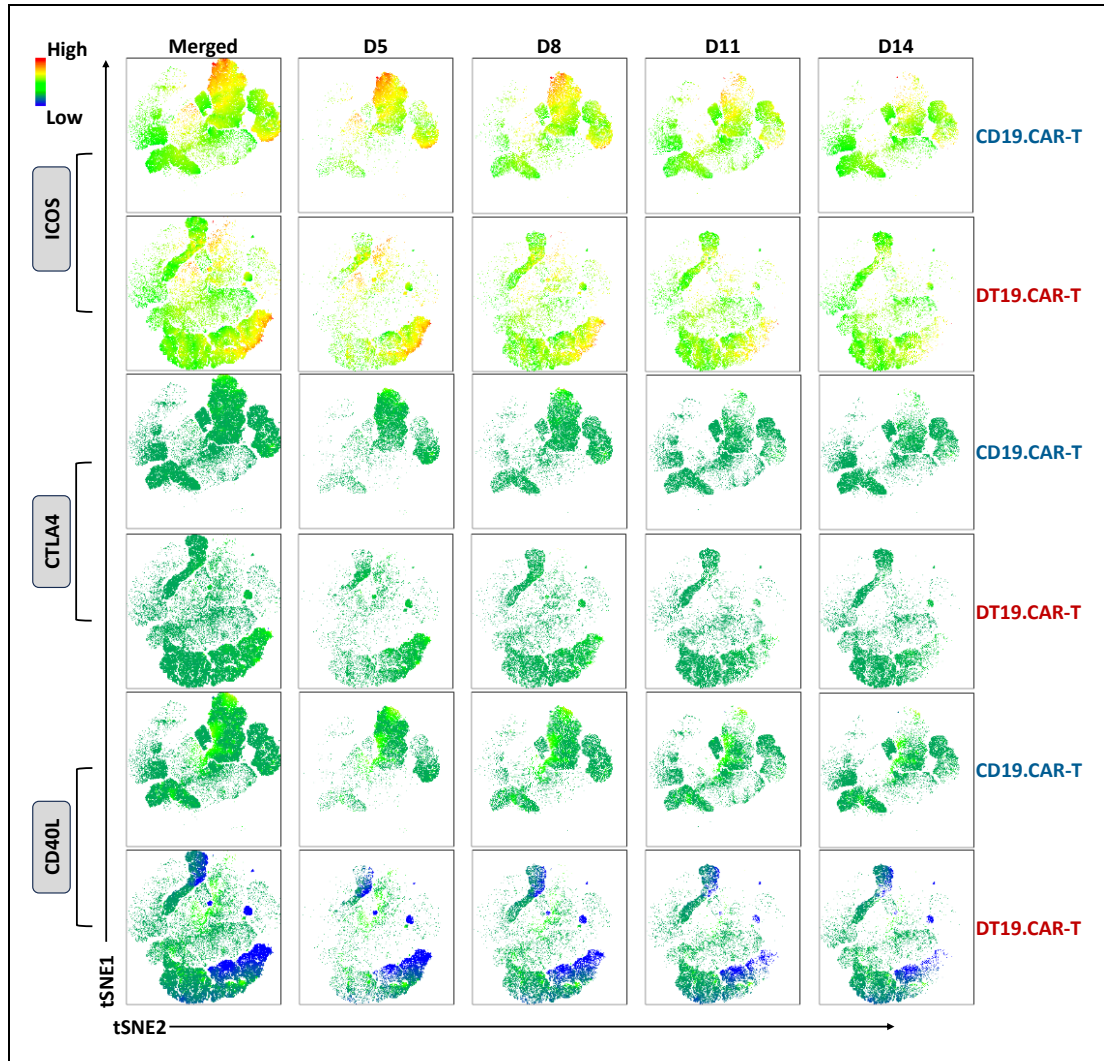 High
Low
Merged
D5
D8
D11
D14
ICOS
CD19.CAR-T
DT19.CAR-T
CTLA4
CD19.CAR-T
DT19.CAR-T
CD40L
CD19.CAR-T
DT19.CAR-T
tSNE1
tSNE2